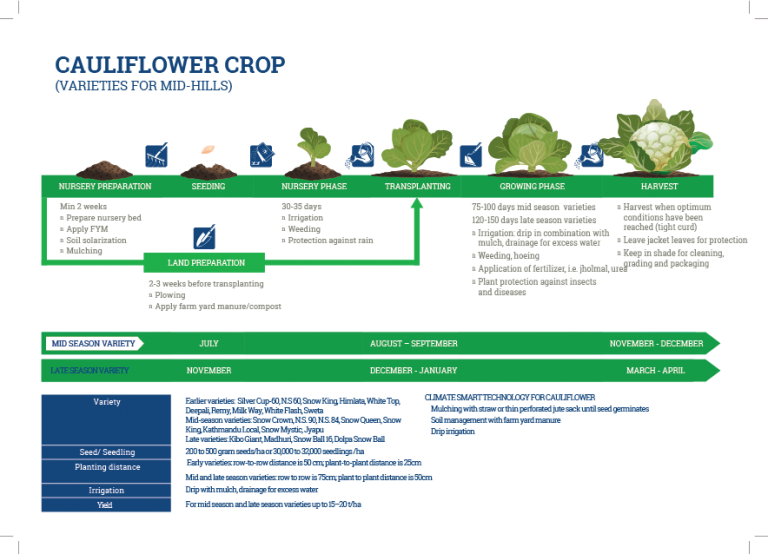 CAULIFLOWER CROP
(VARIETIES FOR MID-HILLS)
NURSERY PREPARATION
SEEDING
NURSERY PHASE
TRANSPLANTING
GROWING PHASE
HARVEST
Min 2 weeks
¤ Prepare nursery bed
¤ Apply FYM
¤ Soil solarization
¤ Mulching
LAND PREPARATION
2-3 weeks before transplanting
¤ Plowing
¤ Apply farm yard manure/compost
30-35 days
¤ Irrigation
¤ Weeding
¤ Protection against rain
75-100 days mid season varieties
120-150 days late season varieties
¤ Irrigation: drip in combination with
mulch, drainage for excess water
¤ Weeding, hoeing
¤ Application of fertilizer, i.e. jholmal, urea
¤ Plant protection against insects
and diseases
¤ Harvest when optimum
conditions have been
reached (tight curd)
¤ Leave jacket leaves for protection
¤ Keep in shade for cleaning,
grading and packaging
MID SEASON VARIETY
JULY
AUGUST – SEPTEMBER
NOVEMBER - DECEMBER
LATE SEASON VARIETY
NOVEMBER
DECEMBER - JANUARY
MARCH - APRIL
Variety
Earlier varieties: Silver Cup-60, N.S 60, Snow King, Himlata, White Top,
Deepali, Remy, Milk Way, White Flash, Sweta
Mid-season varieties: Snow Crown, N.S. 90, N.S. 84, Snow Queen, Snow
King, Kathmandu Local, Snow Mystic, Jyapu
Late varieties: Kibo Giant, Madhuri, Snow Ball 16, Dolpa Snow Ball
Seed/ Seedling
200 to 500 gram seeds/ha or 30,000 to 32,000 seedlings /ha
Planting distance
Early varieties: row-to-row distance is 50 cm; plant-to-plant distance is 25cm
Mid and late season varieties: row to row is 75cm; plant to plant distance is 50cm
Irrigation
Drip with mulch, drainage for excess water
Yield
For mid season and late season varieties up to 15–20 t/ha
CLIMATE SMART TECHNOLOGY FOR CAULIFLOWER
Mulching with straw or thin perforated jute sack until seed germinates
Soil management with farm yard manure
Drip irrigation